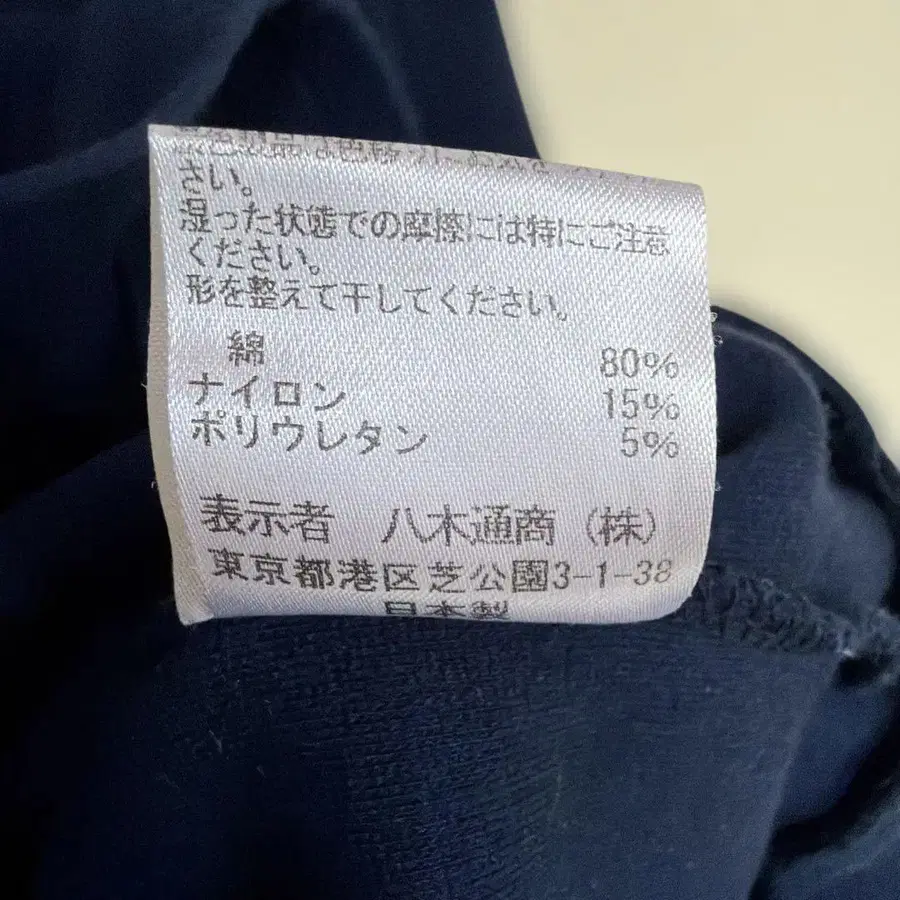 さい。
湿った状態での摩擦には特にご注意
ください。
形を整えて干してください。
綿 80%
ナイロン 15%
ポリウレタン 5%
表示者 八木通商(株)
東京都港区芝公園3-1-38
日本製